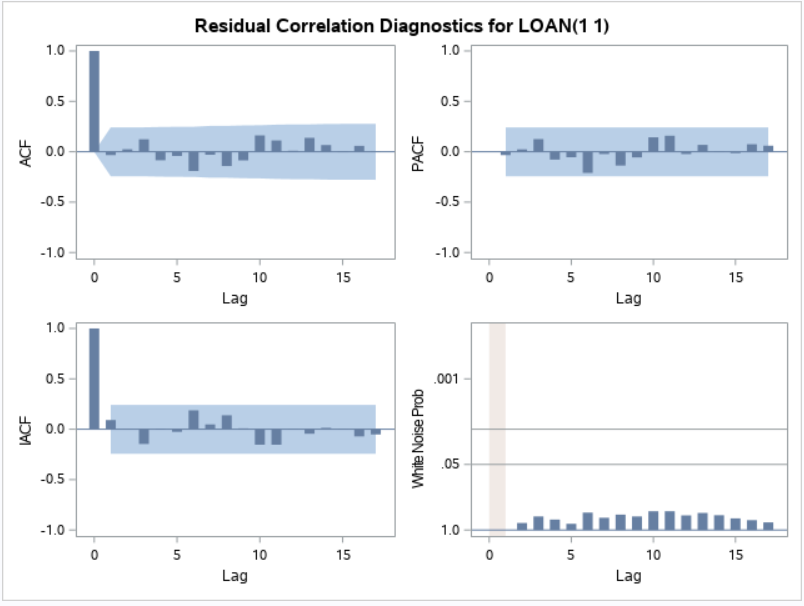 Residual Correlation Diagnostics for LOAN(1 1)
1.0
0.5
0.0
-0.5
-1.0
ACF
0 5 10 15
Lag
1.0
0.5
0.0
-0.5
-1.0
PACF
0 5 10 15
Lag
1.0
0.5
0.0
-0.5
-1.0
IACF
0 5 10 15
Lag
.001
.05
1.0
White Noise Prob
0 5 10 15
Lag